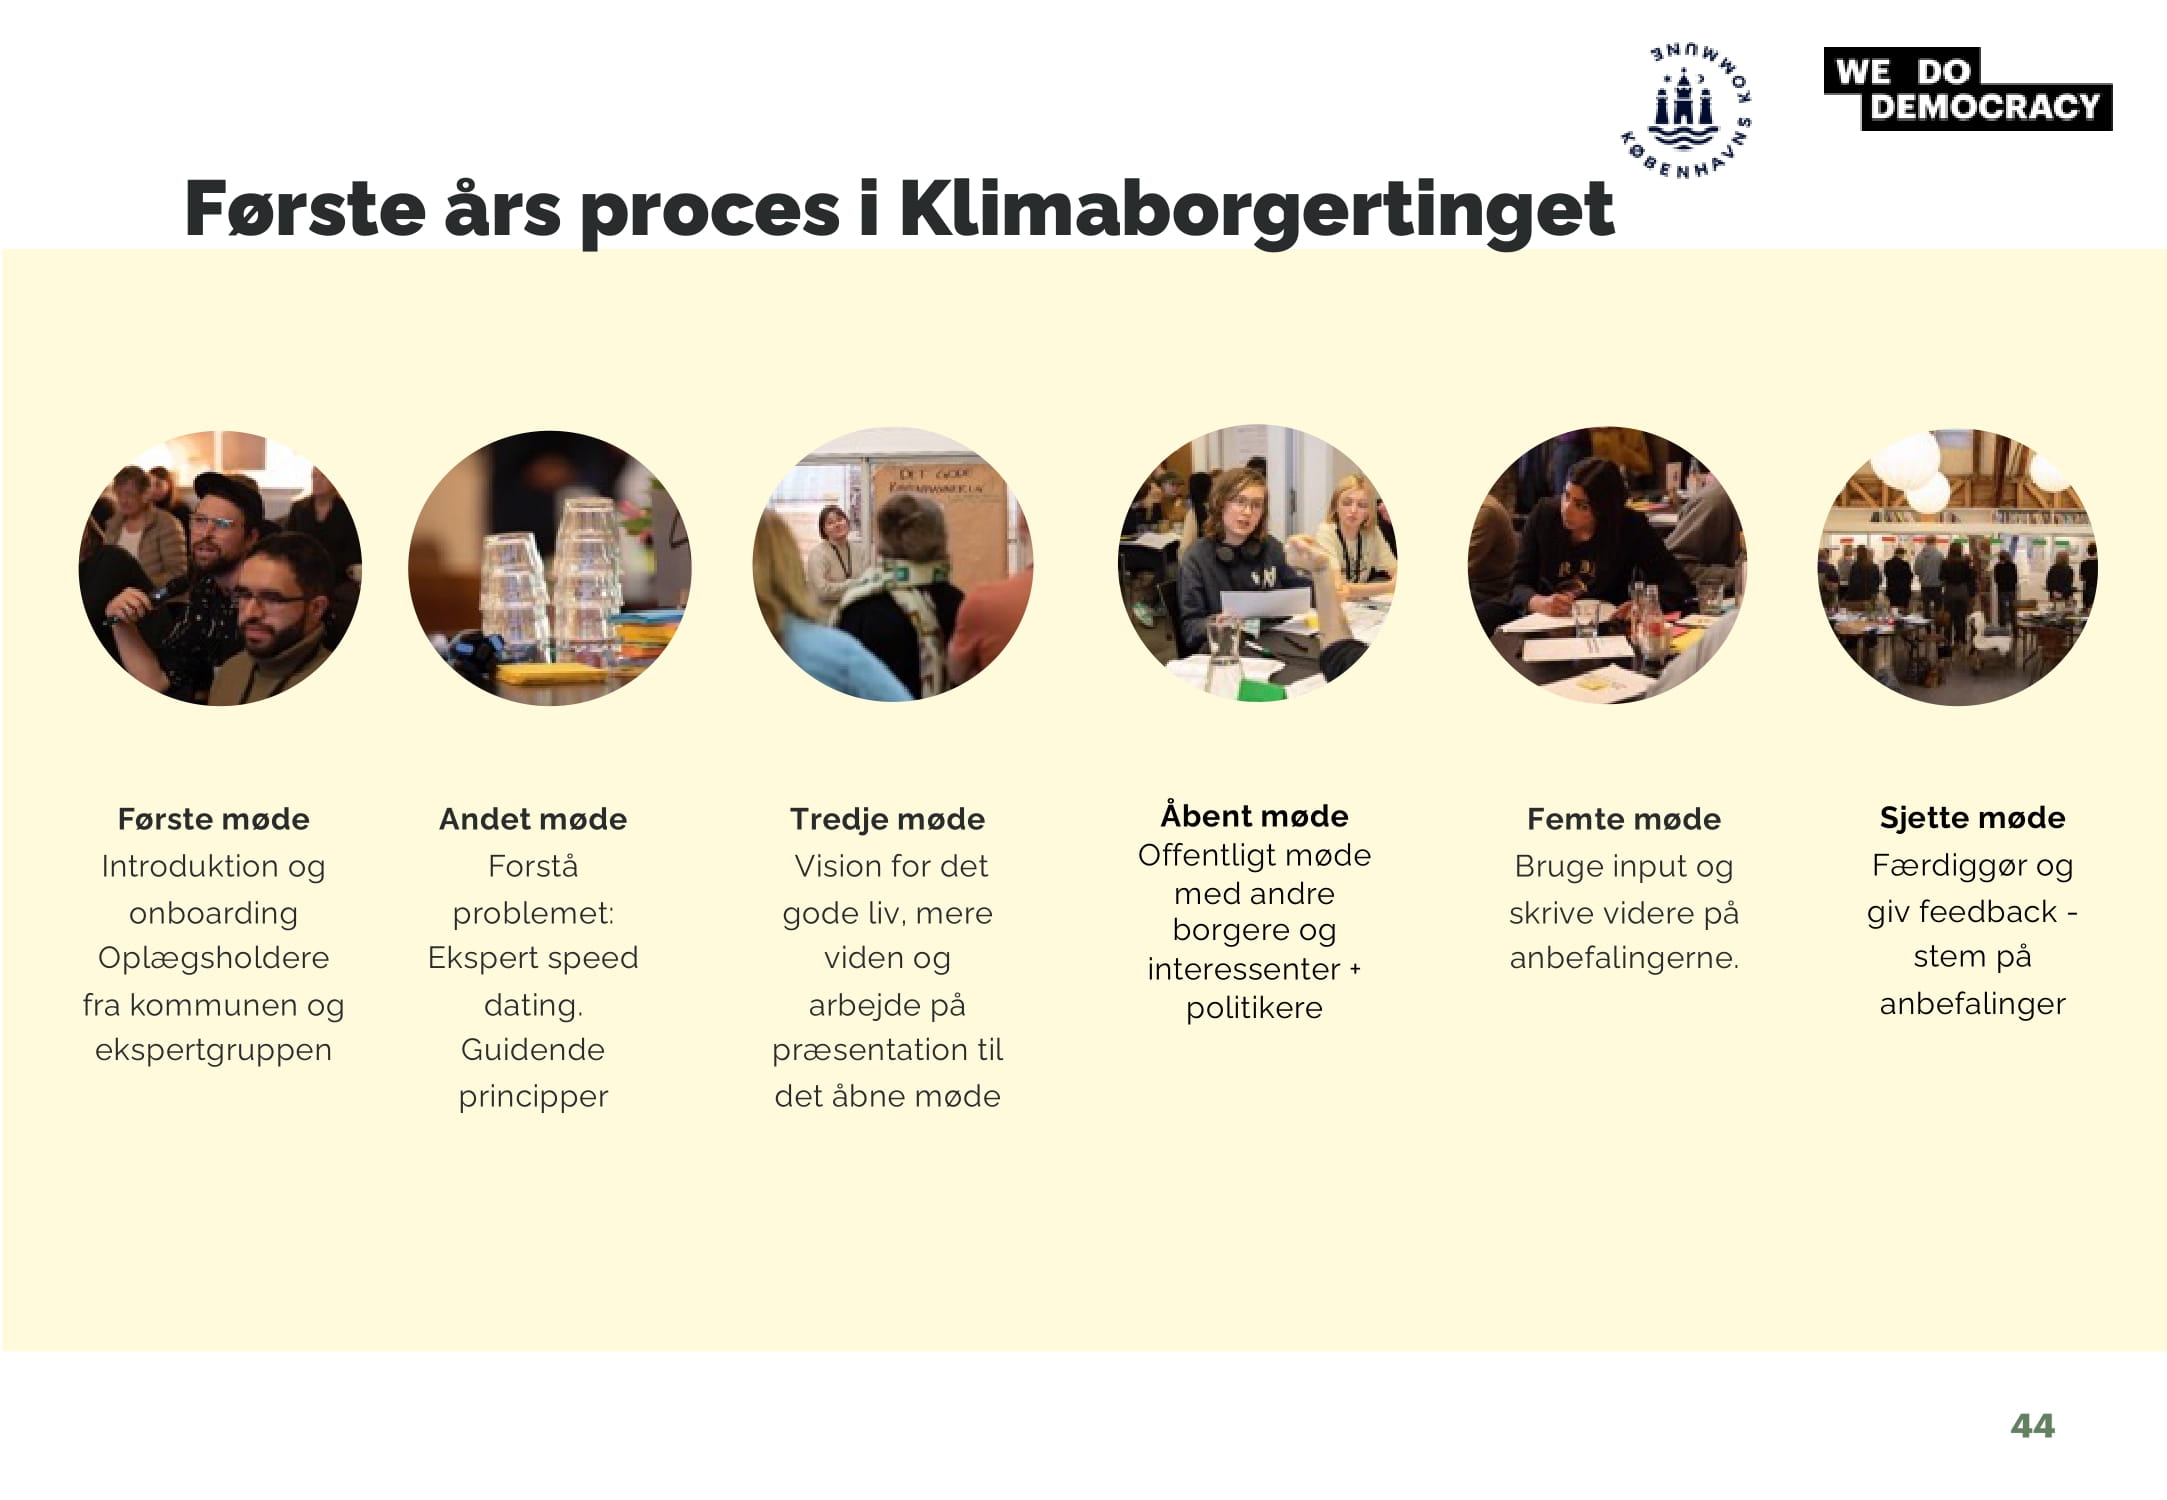 KØBENHAVNS KOMMUNE
WE DO
DEMOCRACY
Første års proces i Klimaborgertinget
DET GODE
Første møde
Introduktion og
onboarding
Oplægsholdere
fra kommunen og
ekspertgruppen
Andet møde
Forstå
problemet:
Ekspert speed
dating.
Guidende
principper
Tredje møde
Vision for det
gode liv, mere
viden og
arbejde på
præsentation til
det åbne møde
Åbent møde
Offentligt møde
med andre
borgere og
interessenter +
politikere
Femte møde
Bruge input og
skrive videre på
anbefalingerne.
Sjette møde
Færdiggør og
giv feedback -
stem på
anbefalinger
44